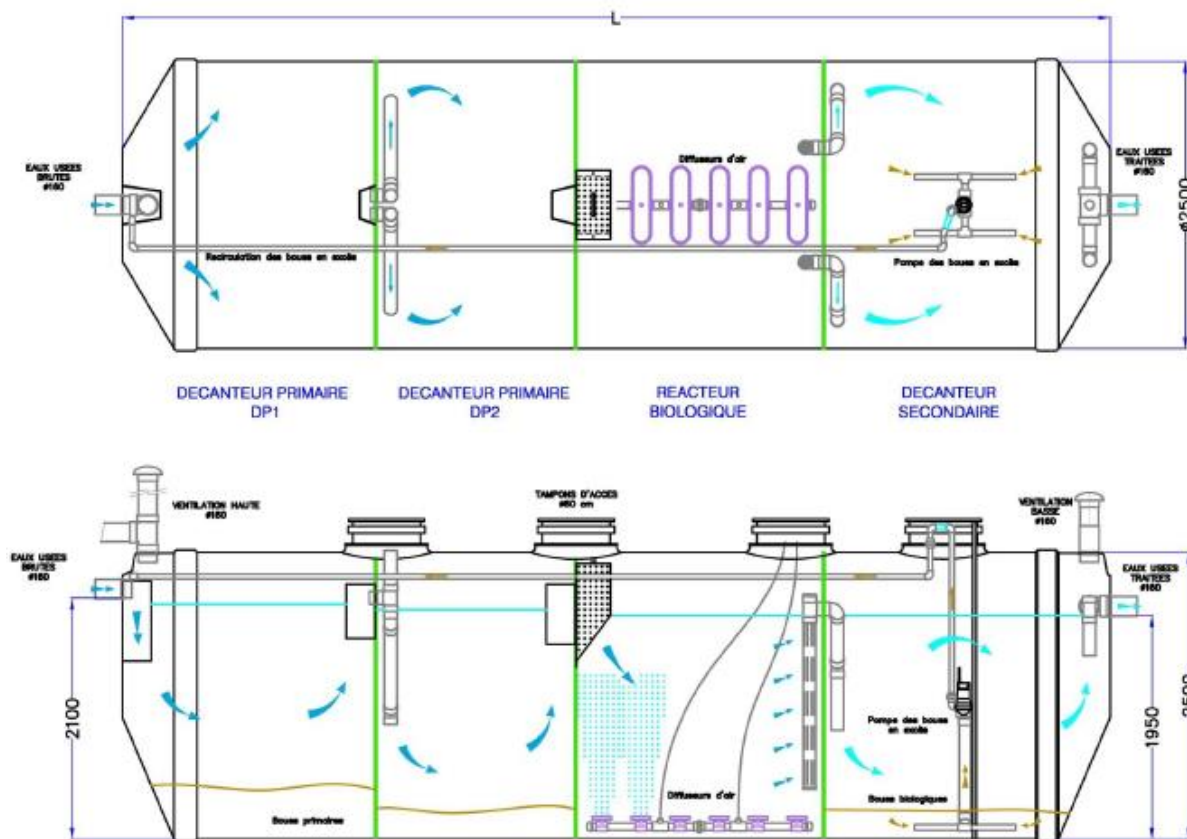 L
EAUX USEES
BRUTES
ø160
Diffuseurs d'air
EAUX USEES
TRAITEES
ø160
ø2500
Recirculation des boues en excès
Pompe des boues en excès
DECANTEUR PRIMAIRE
DP1
DECANTEUR PRIMAIRE
DP2
REACTEUR
BIOLOGIQUE
DECANTEUR
SECONDAIRE
VENTILATION HAUTE
ø160
TAMPONS D'ACCES
ø60 cm
VENTILATION
BASSE
ø160
EAUX USEES
BRUTES
ø160
EAUX USEES
TRAITEES
ø160
2100
1950
Pompe des boues
en excès
Diffuseurs d'air
Boues primaires
Boues biologiques